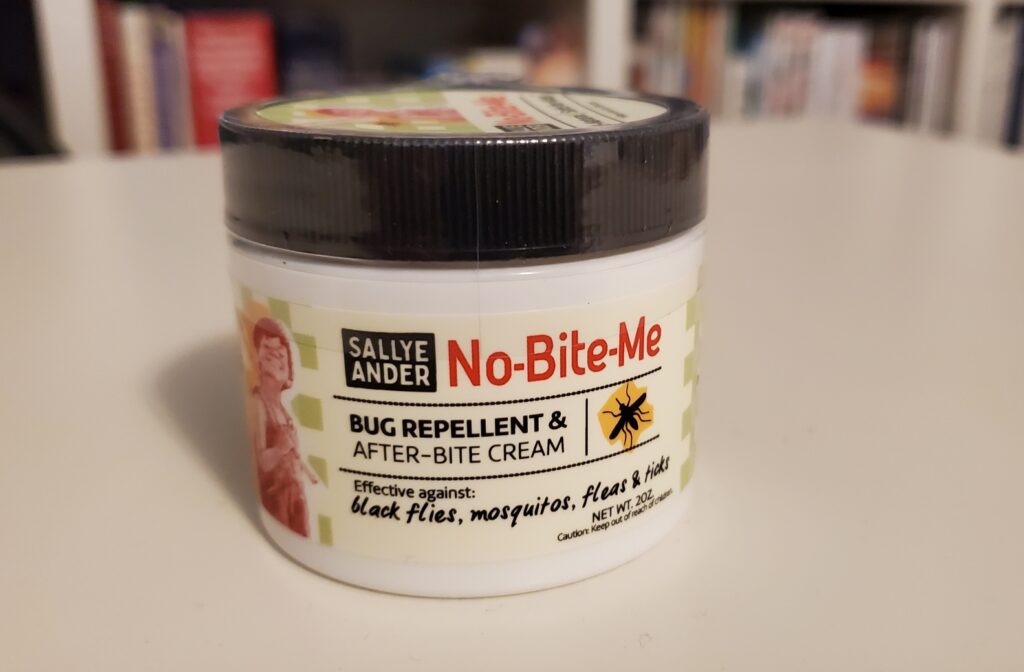 SALLYE
ANDER
No-Bite-Me
BUG REPELLENT &
AFTER-BITE CREAM
Effective against:
black flies, mosquitos, fleas & ticks
NET WT. 2OZ.
Caution: Keep out of reach of children.